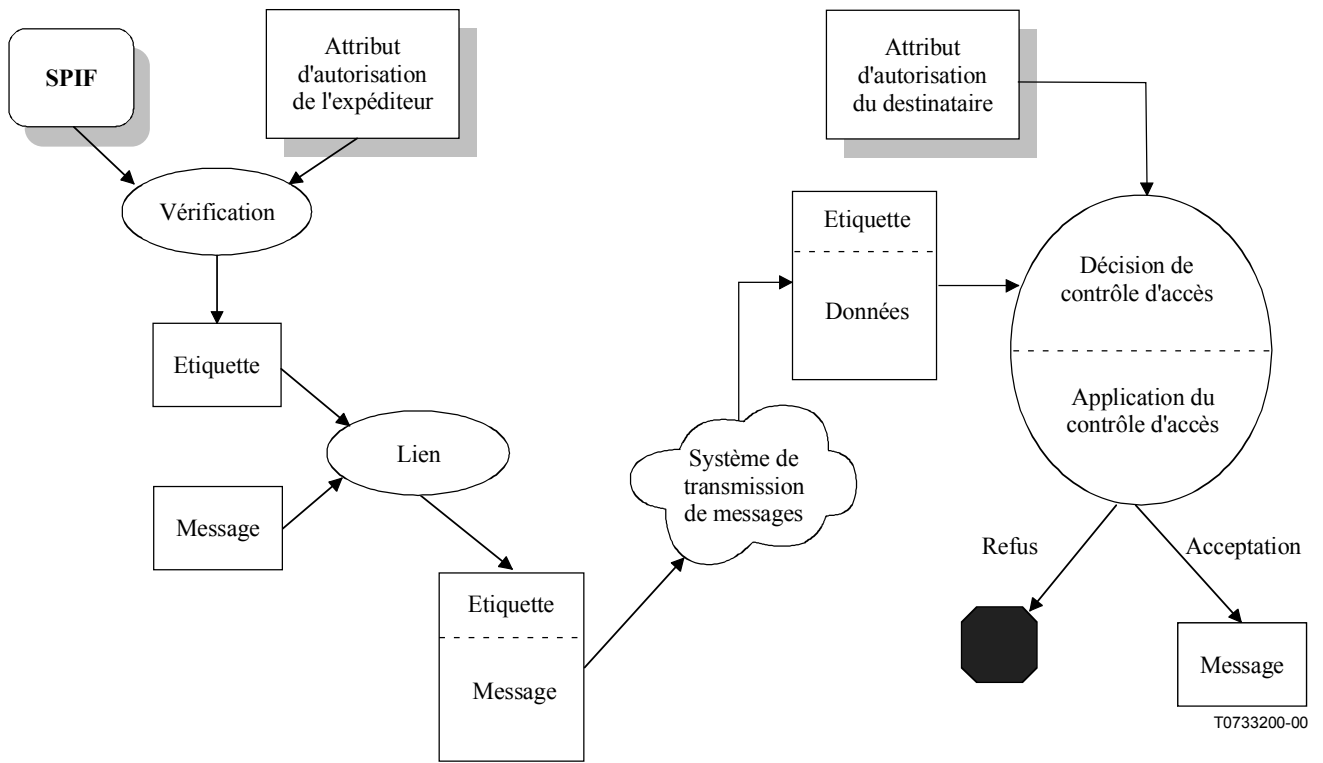 SPIF
Attribut
d'autorisation
de l'expéditeur
Attribut
d'autorisation
du destinataire
Vérification
Etiquette
Données
Décision de
contrôle d'accès
Application du
contrôle d'accès
Etiquette
Lien
Message
Système de
transmission
de messages
Etiquette
Message
Refus
Acceptation
Message
T0733200-00